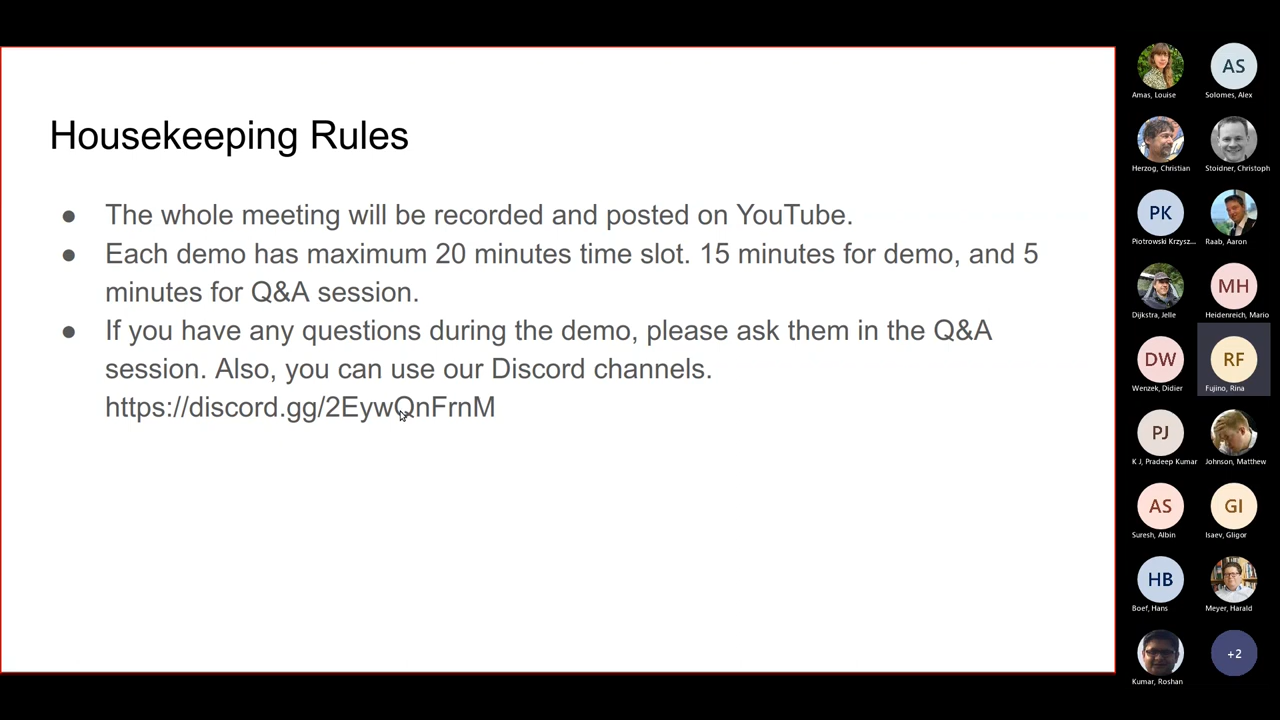 Housekeeping Rules
● The whole meeting will be recorded and posted on YouTube.
● Each demo has maximum 20 minutes time slot. 15 minutes for demo, and 5
minutes for Q&A session.
● If you have any questions during the demo, please ask them in the Q&A
session. Also, you can use our Discord channels.
https://discord.gg/2EywQnFrnM
AS
Amas, Louise
Solomes, Alex
Herzog, Christian
Stoidner, Christoph
PK
Piotrowski Krzysz...
Raab, Aaron
MH
Dijkstra, Jelle
Heidenreich, Mario
DW
RF
Wenzek, Didier
Fujino, Rina
PJ
K J, Pradeep Kumar
Johnson, Matthew
AS
GI
Suresh, Albin
Isaev, Gligor
HB
Boef, Hans
Meyer, Harald
+2
Kumar, Roshan